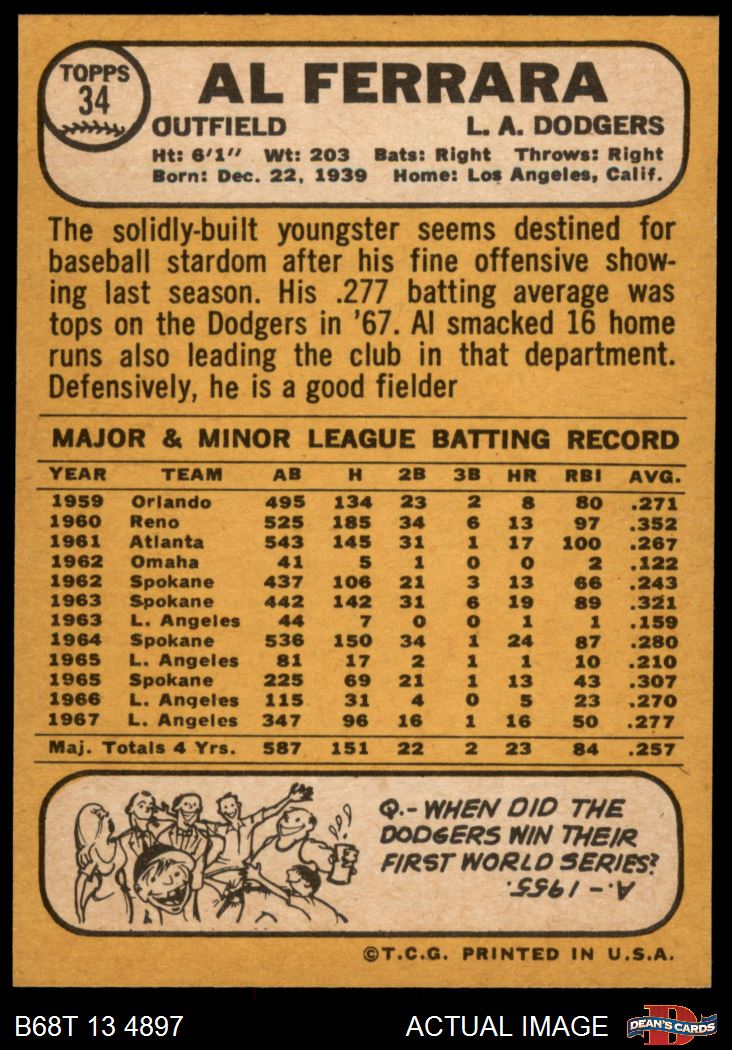 TOPPS
34
AL FERRARA
OUTFIELD L. A. DODGERS
Ht: 6'1" Wt: 203 Bats: Right Throws: Right
Born: Dec. 22, 1939 Home: Los Angeles, Calif.
The solidly-built youngster seems destined for
baseball stardom after his fine offensive show-
ing last season. His .277 batting average was
tops on the Dodgers in '67. Al smacked 16 home
runs also leading the club in that department.
Defensively, he is a good fielder
MAJOR & MINOR LEAGUE BATTING RECORD
YEAR TEAM AB H 2B 3B HR RBI AVG.
1959 Orlando 495 134 23 2 8 80 .271
1960 Reno 525 185 34 6 13 97 .352
1961 Atlanta 543 145 31 1 17 100 .267
1962 Omaha 41 5 1 0 0 2 .122
1962 Spokane 437 106 21 3 13 66 .243
1963 Spokane 442 142 31 6 19 89 .321
1963 L. Angeles 44 7 0 0 1 1 .159
1964 Spokane 536 150 34 1 24 87 .280
1965 L. Angeles 81 17 2 1 1 10 .210
1965 Spokane 225 69 21 1 13 43 .307
1966 L. Angeles 115 31 4 0 5 23 .270
1967 L. Angeles 347 96 16 1 16 50 .277
Maj. Totals 4 Yrs. 587 151 22 2 23 84 .257
Q.- WHEN DID THE
DODGERS WIN THEIR
FIRST WORLD SERIES?
A.- 1955.
©T.C.G. PRINTED IN U.S.A.
B68T 13 4897 ACTUAL IMAGE
D
DEAN'S CARDS